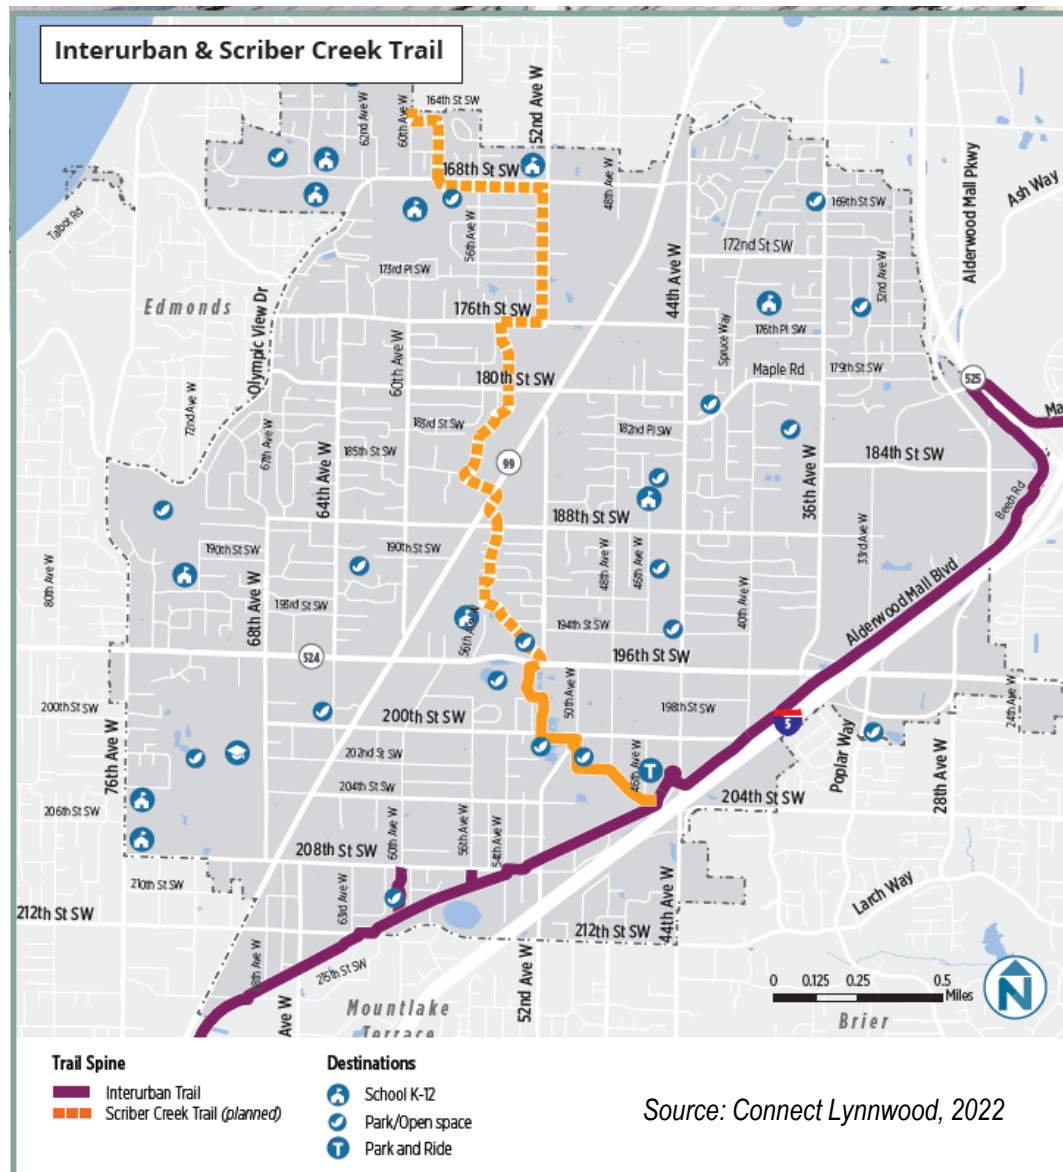 Interurban & Scriber Creek Trail
164th St SW
62nd Ave W
60th Ave W
52nd Ave W
168th St SW
48th Ave W
Alderwood Mall Pkwy
Ash Way
Talbot Rd
169th St SW
56th Ave W
172nd St SW
44th Ave W
32nd Ave W
173rd Pl SW
Edmonds
Olympic View Dr
176th St SW
176th Pl SW
Spruce Way
60th Ave W
180th St SW
Maple Rd
179th St SW
525
Ma
72nd Ave W
183rd St SW
182nd Pl SW
67th Ave W
185th St SW
64th Ave W
99
36th Ave W
184th St SW
Beech Rd
188th St SW
33rd Ave W
80th Ave W
190th St SW
190th St SW
48th Ave W
46th Ave W
40th Ave W
Alderwood Mall Blvd
68th Ave W
193rd St SW
56th Ave W
194th St SW
524
196th St SW
50th Ave W
200th St SW
200th St SW
198th St SW
24th Ave W
5
76th Ave W
202nd St SW
46th Ave W
Poplar Way
28th Ave W
204th St SW
204th St SW
206th St SW
60th Ave W
56th Ave W
54th Ave W
208th St SW
210th St SW
63rd Ave W
44th Ave W
Larch Way
212th St SW
212th St SW
52nd Ave W
8th Ave W
215th St SW
Ave W
Mountlake
Terrace
0 0.125 0.25 0.5
Miles
N
Brier
Trail Spine
Interurban Trail
Scriber Creek Trail (planned)
Destinations
School K-12
Park/Open space
T Park and Ride
Source: Connect Lynnwood, 2022